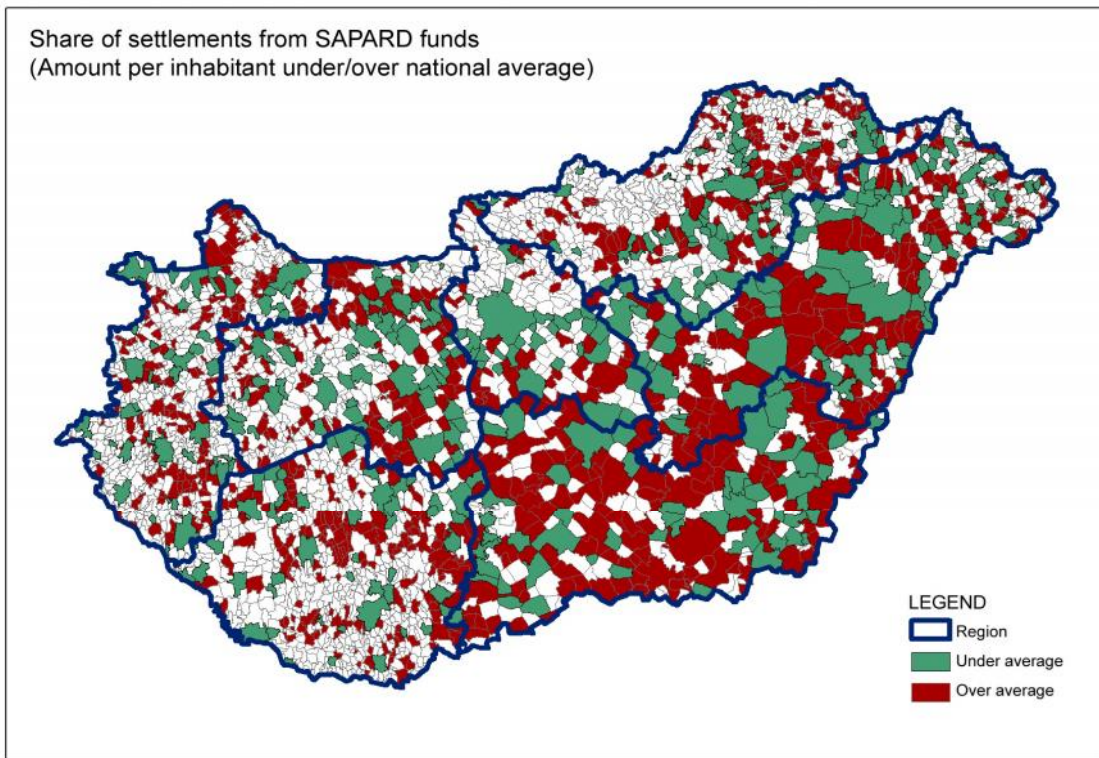 Share of settlements from SAPARD funds
(Amount per inhabitant under/over national average)
LEGEND
Region
Under average
Over average